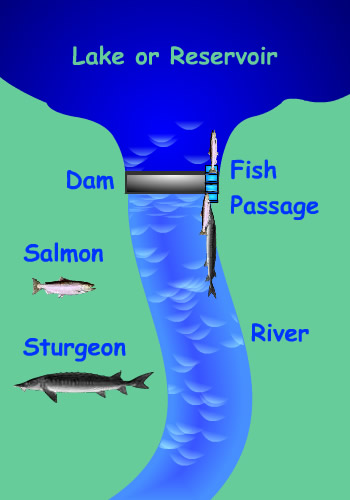 Lake or Reservoir
Dam
Fish
Passage
Salmon
Sturgeon
River